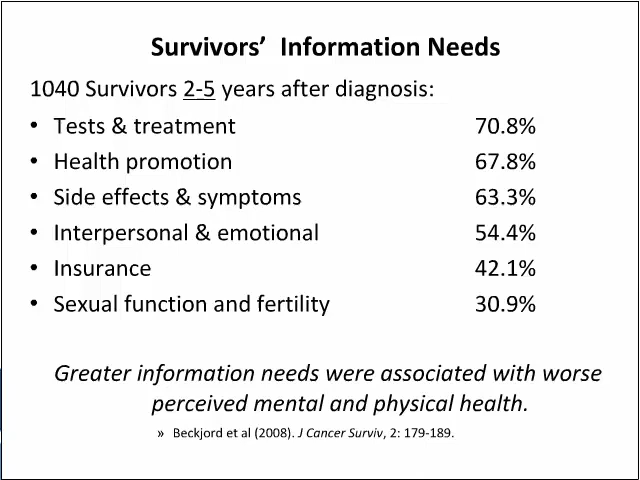 Survivors’ Information Needs
1040 Survivors 2-5 years after diagnosis:
• Tests & treatment 70.8%
• Health promotion 67.8%
• Side effects & symptoms 63.3%
• Interpersonal & emotional 54.4%
• Insurance 42.1%
• Sexual function and fertility 30.9%
Greater information needs were associated with worse
perceived mental and physical health.
» Beckjord et al (2008). J Cancer Surviv, 2: 179-189.